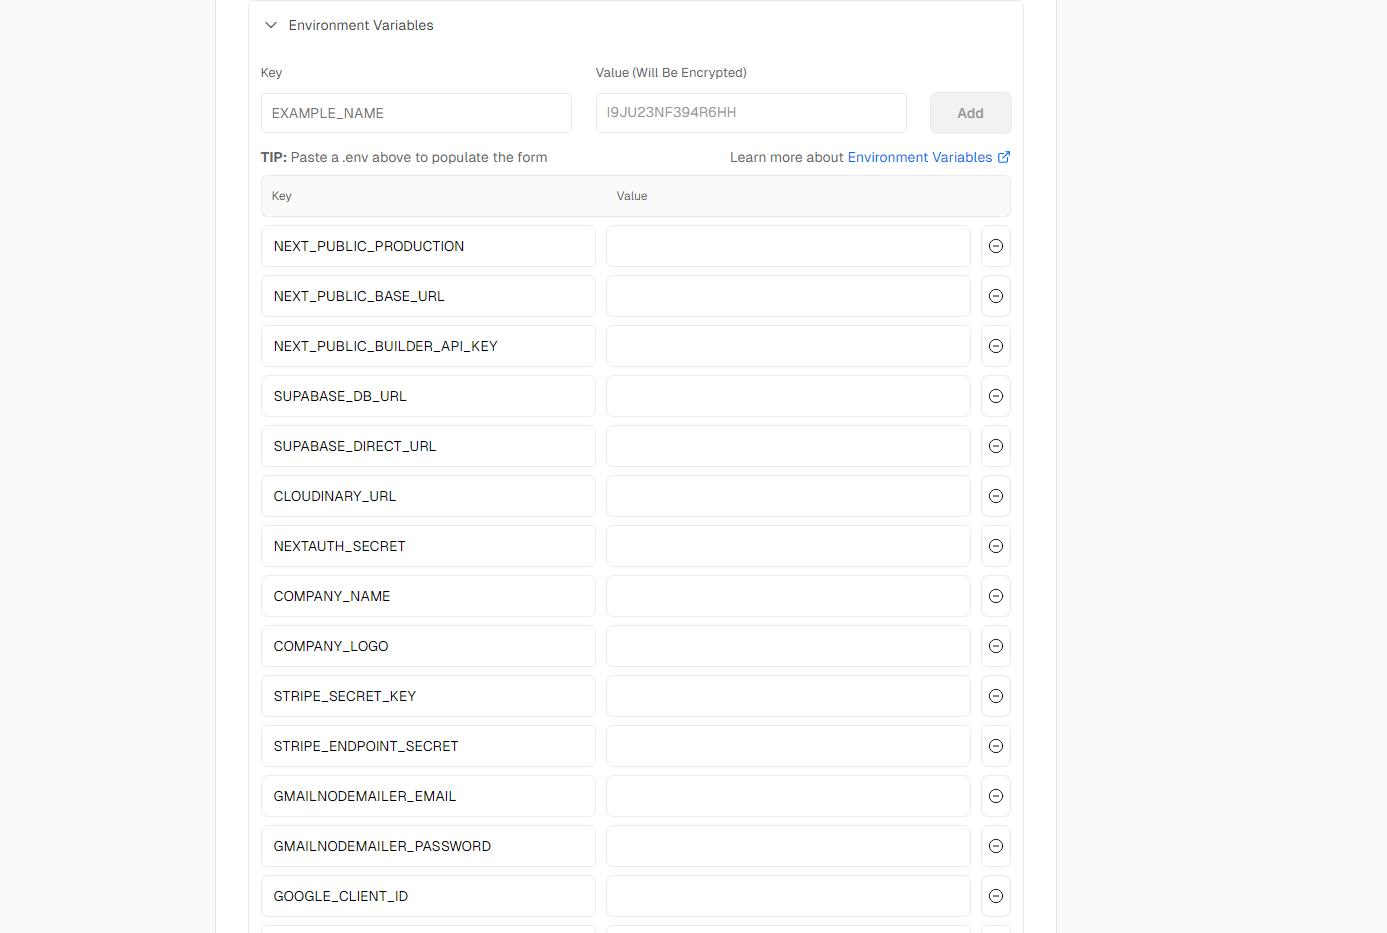 Environment Variables
Key
Value (Will Be Encrypted)
EXAMPLE_NAME
I9JU23NF394R6HH
Add
TIP: Paste a .env above to populate the form
Learn more about Environment Variables
Key
Value
NEXT_PUBLIC_PRODUCTION
NEXT_PUBLIC_BASE_URL
NEXT_PUBLIC_BUILDER_API_KEY
SUPABASE_DB_URL
SUPABASE_DIRECT_URL
CLOUDINARY_URL
NEXTAUTH_SECRET
COMPANY_NAME
COMPANY_LOGO
STRIPE_SECRET_KEY
STRIPE_ENDPOINT_SECRET
GMAILNODEMAILER_EMAIL
GMAILNODEMAILER_PASSWORD
GOOGLE_CLIENT_ID